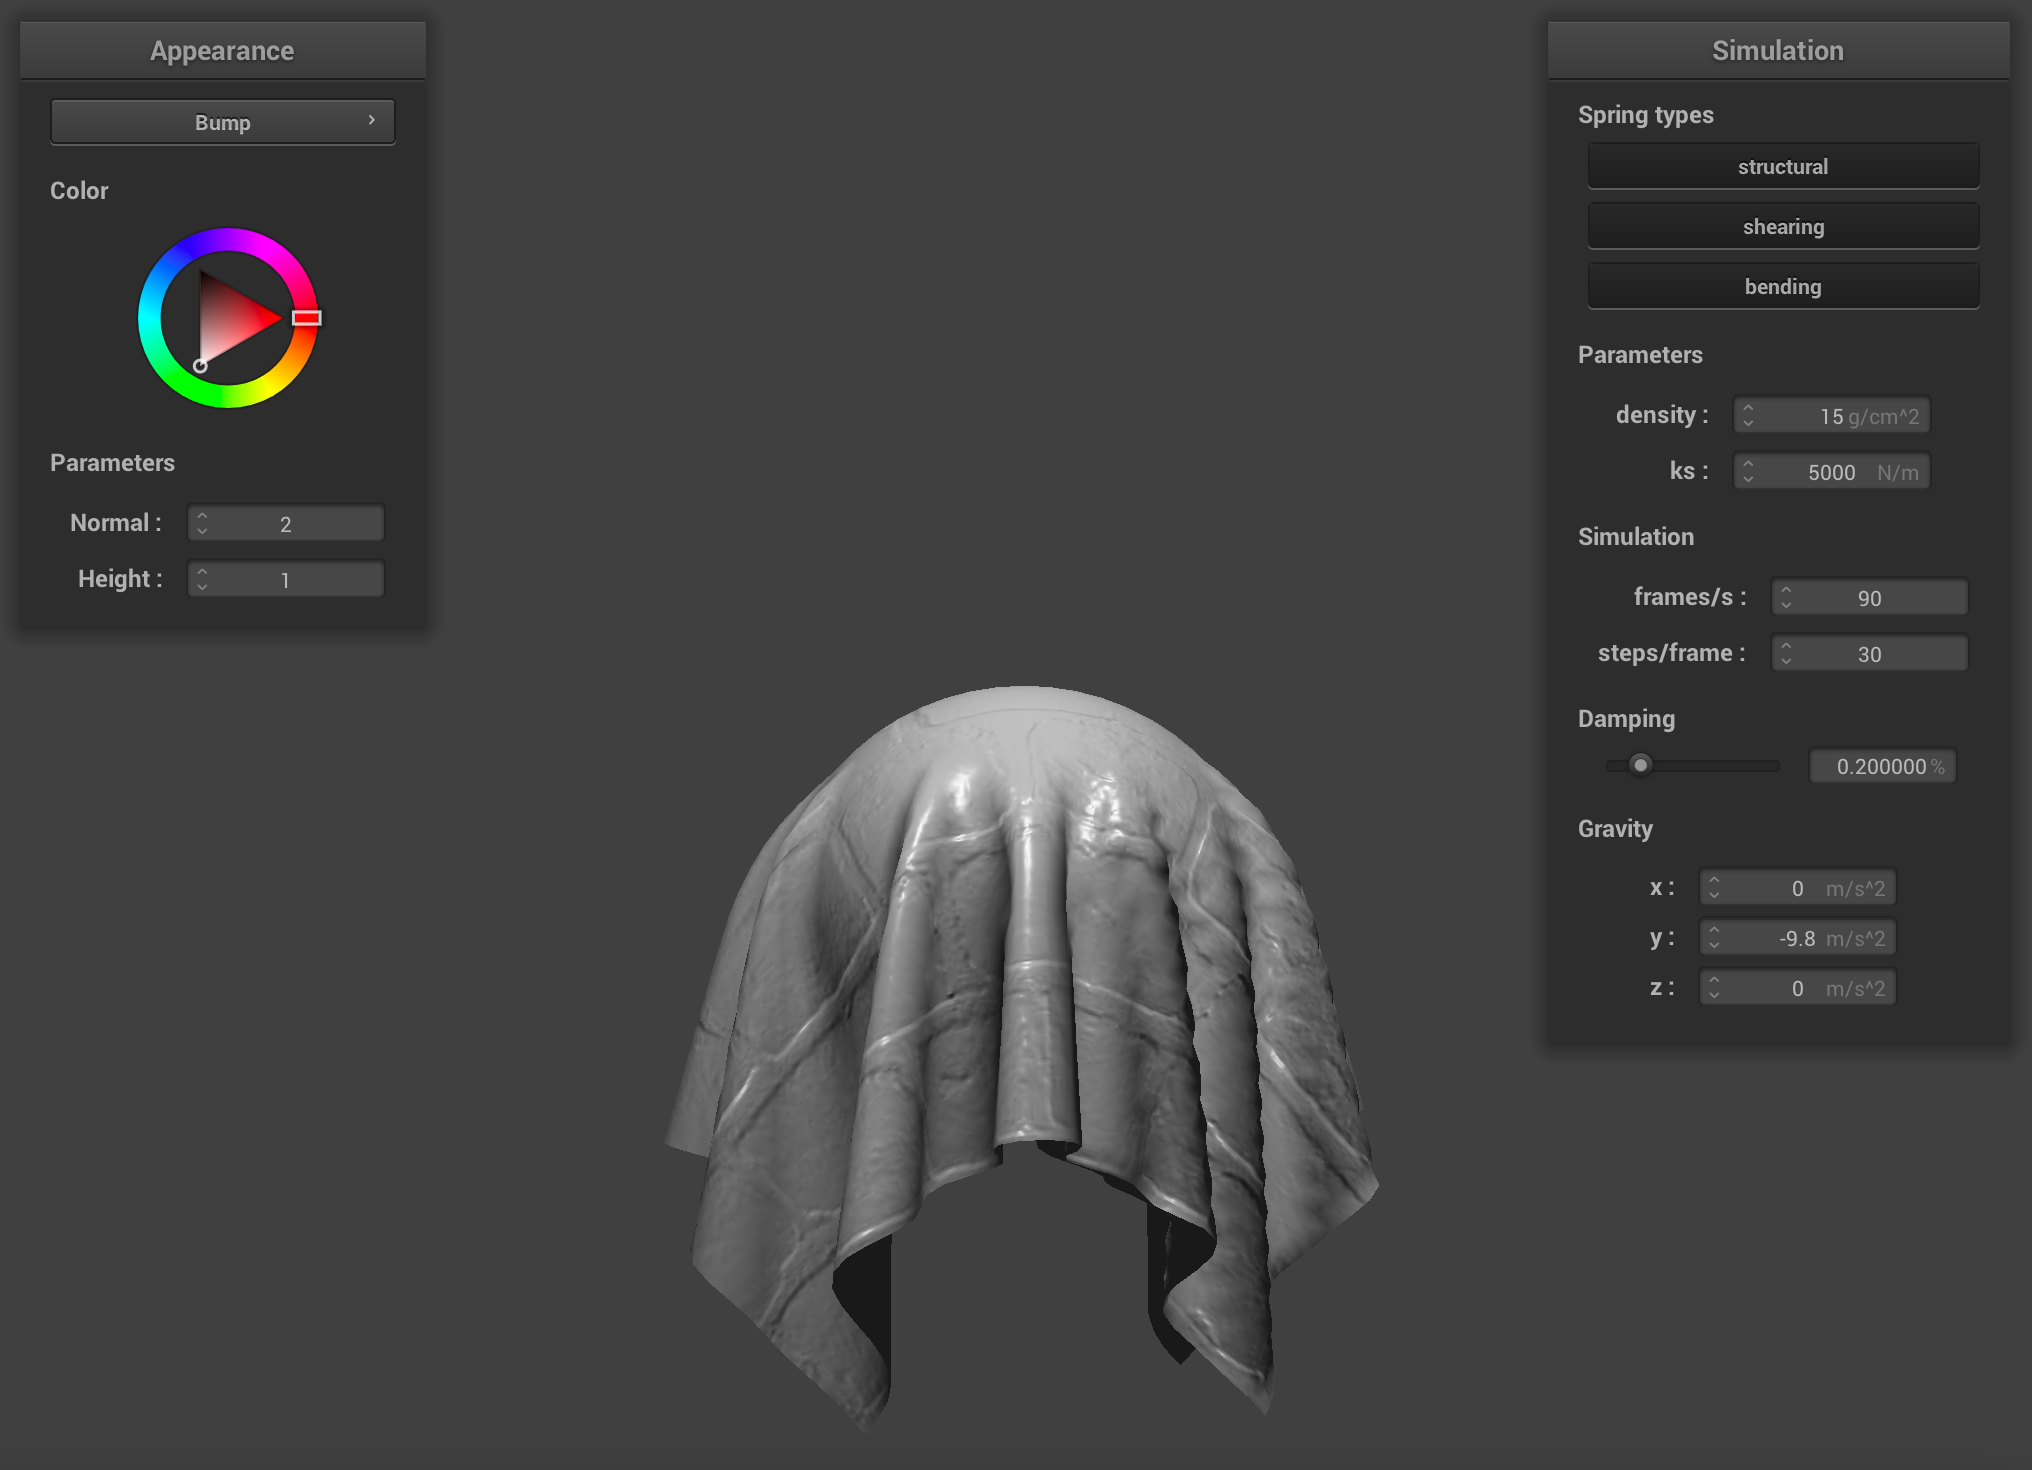 Appearance
Bump
Color
Parameters
Normal : 2
Height : 1
Simulation
Spring types
structural
shearing
bending
Parameters
density : 15 g/cm^2
ks : 5000 N/m
Simulation
frames/s : 90
steps/frame : 30
Damping
0.200000 %
Gravity
x : 0 m/s^2
y : -9.8 m/s^2
z : 0 m/s^2